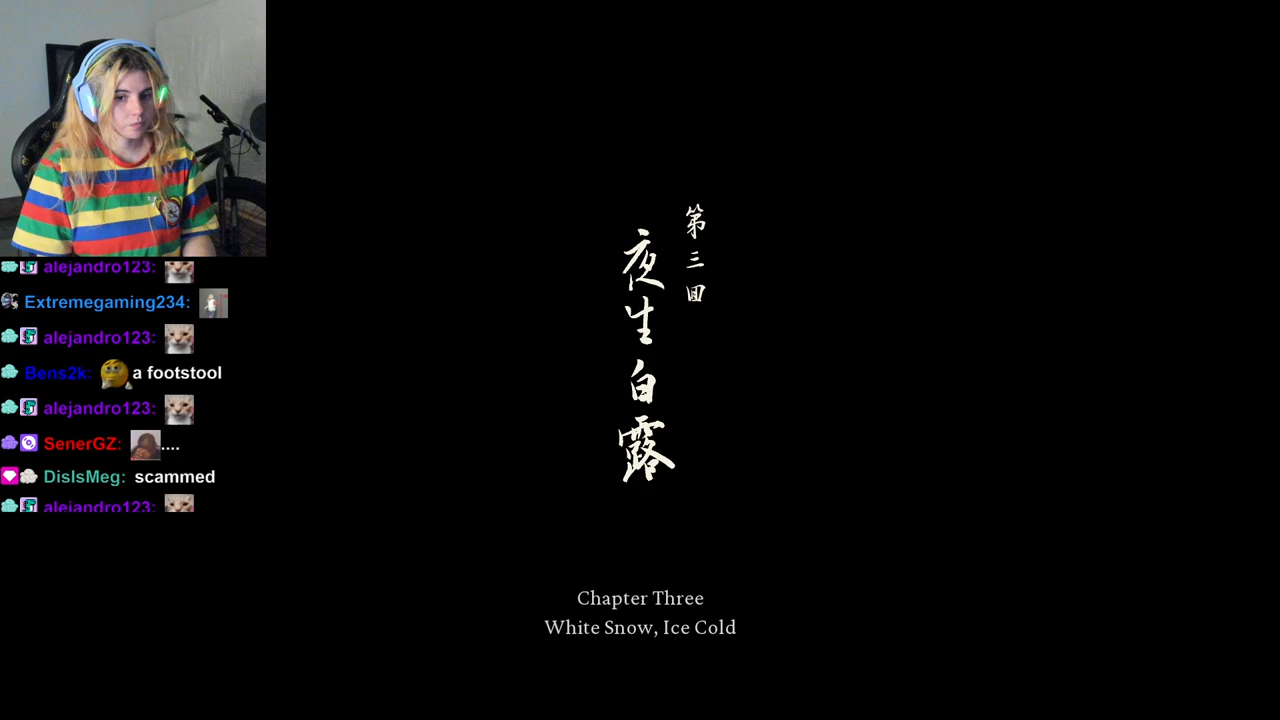 alejandro123:
Extremegaming234:
alejandro123:
Bens2k: a footstool
alejandro123:
SenerGZ: ....
DisIsMeg: scammed
alejandro123:
第三回
夜生白露
Chapter Three
White Snow, Ice Cold